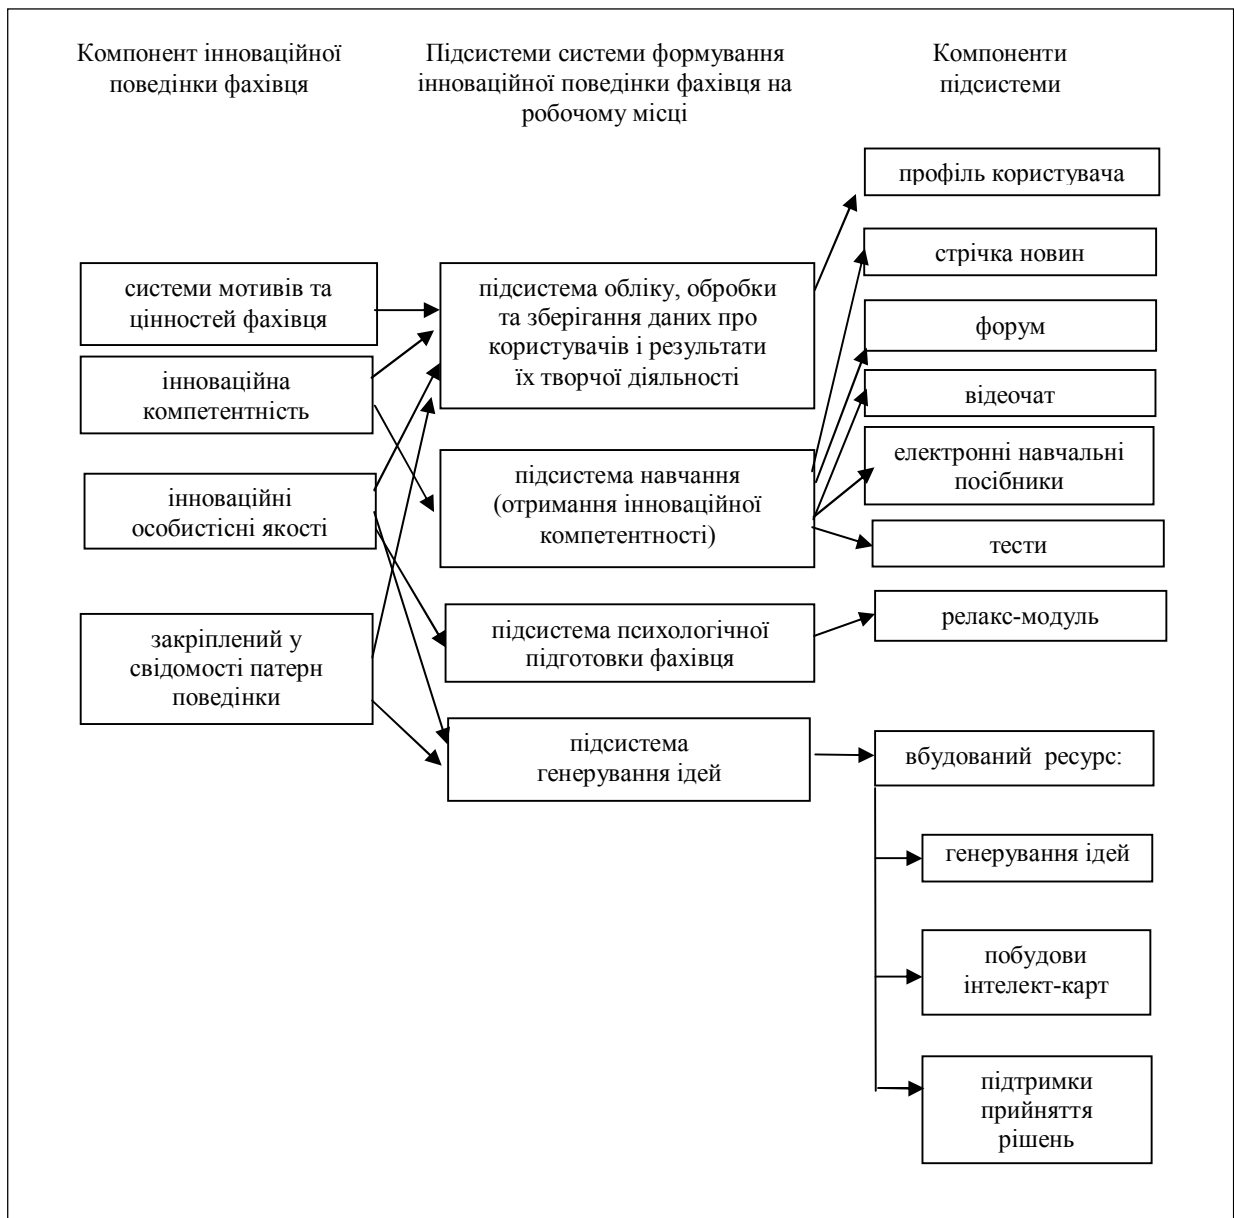 Компонент інноваційної
поведінки фахівця
Підсистеми системи формування
інноваційної поведінки фахівця на
робочому місці
Компоненти
підсистеми
системи мотивів та
цінностей фахівця
інноваційна
компетентність
інноваційні
особистісні якості
закріплений у
свідомості патерн
поведінки
підсистема обліку, обробки
та зберігання даних про
користувачів і результати
їх творчої діяльності
підсистема навчання
(отримання інноваційної
компетентності)
підсистема психологічної
підготовки фахівця
підсистема
генерування ідей
профіль користувача
стрічка новин
форум
відеочат
електронні навчальні
посібники
тести
релакс-модуль
вбудований ресурс:
генерування ідей
побудови
інтелект-карт
підтримки
прийняття
рішень